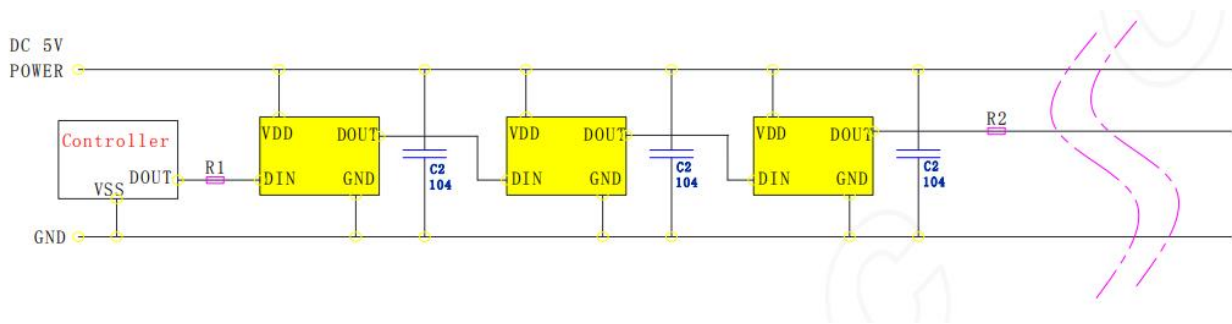 DC 5V
POWER
Controller
DOUT
VSS
R1
VDD
DOUT
DIN
GND
C2
104
VDD
DOUT
DIN
GND
C2
104
VDD
DOUT
DIN
GND
C2
104
R2
GND